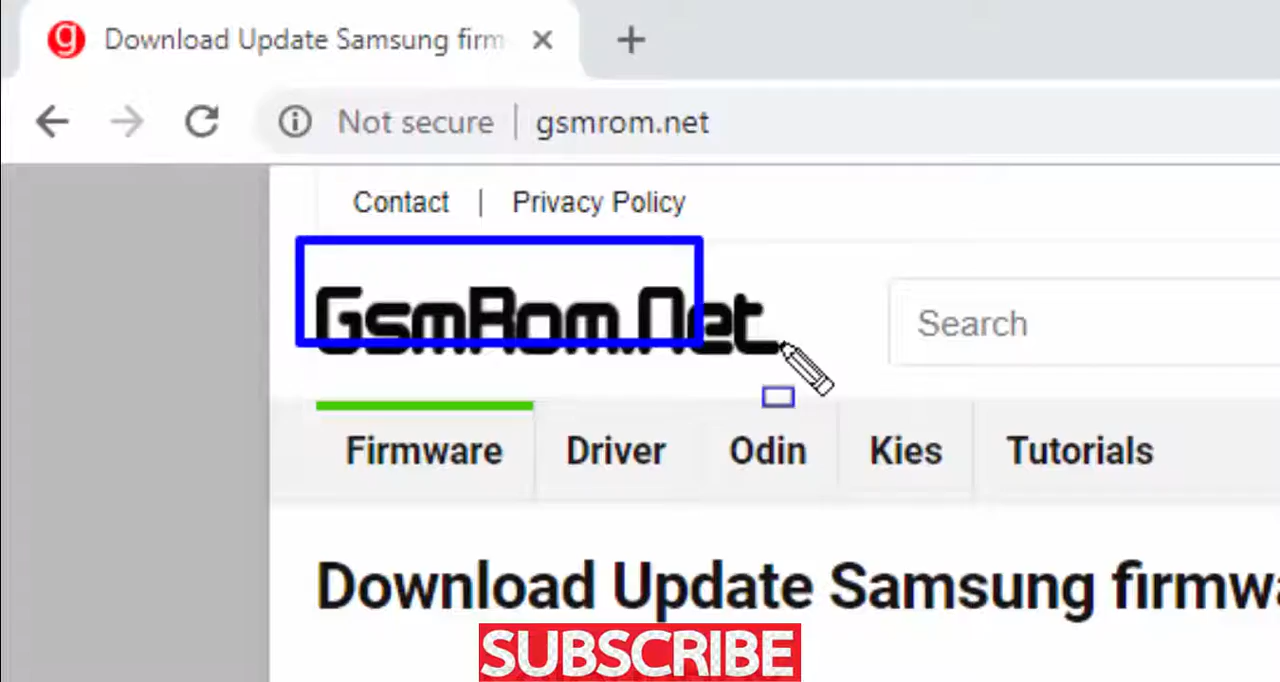 g Download Update Samsung firm
Not secure | gsmrom.net
Contact | Privacy Policy
GsmRom.Net
Search
Firmware Driver Odin Kies Tutorials
Download Update Samsung firmwa
SUBSCRIBE